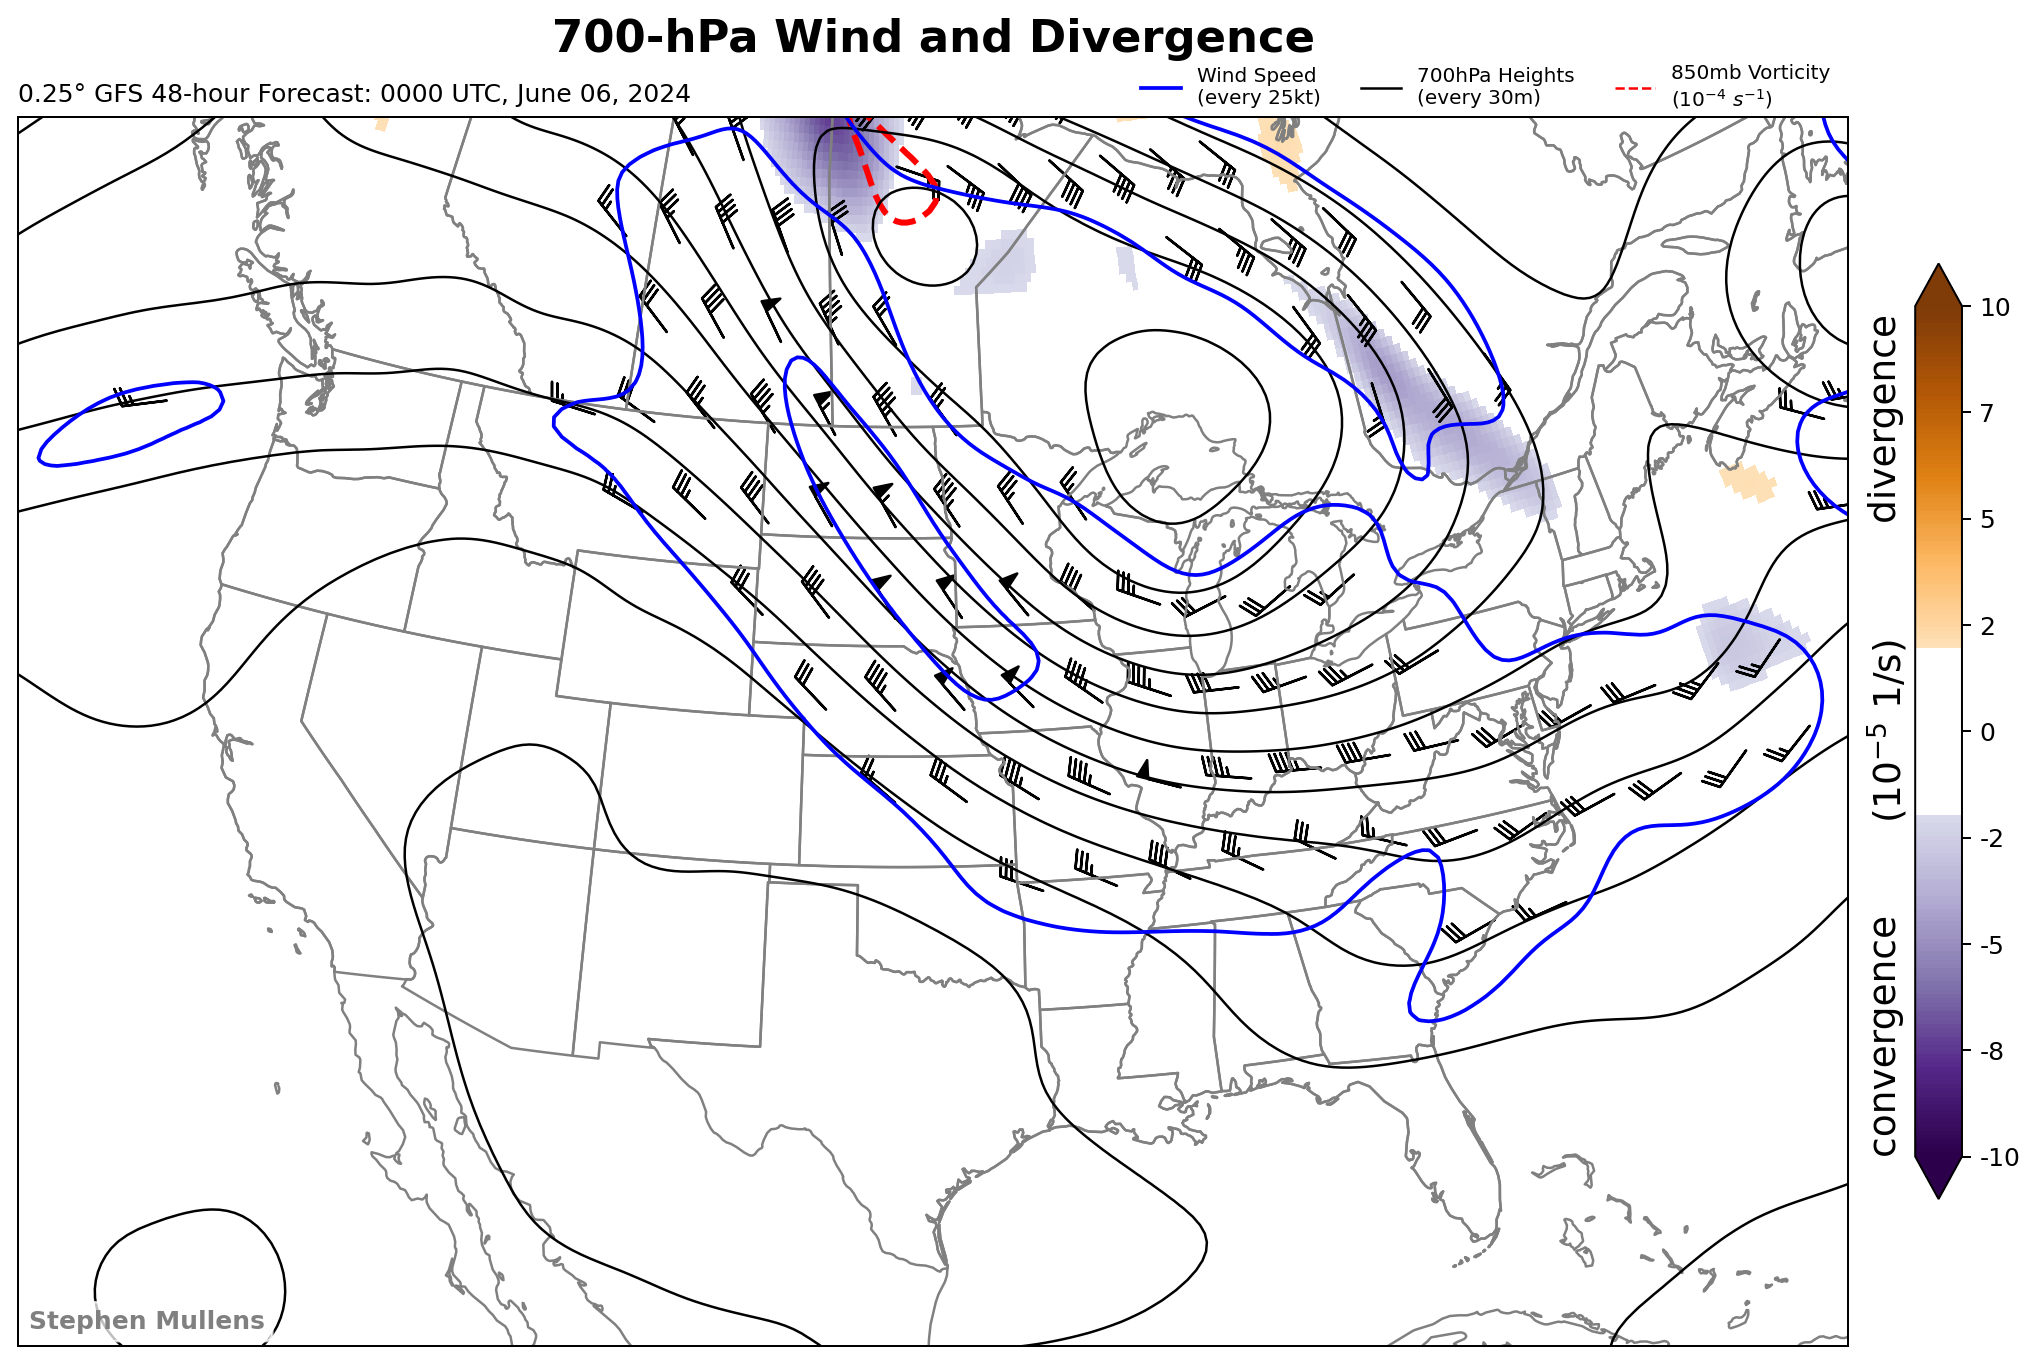 700-hPa Wind and Divergence
0.25° GFS 48-hour Forecast: 0000 UTC, June 06, 2024
Wind Speed
(every 25kt)
700hPa Heights
(every 30m)
850mb Vorticity
(10⁻⁴ s⁻¹)
10
7
5
2
0
-2
-5
-8
-10
convergence (10⁻⁵ 1/s) divergence
Stephen Mullens